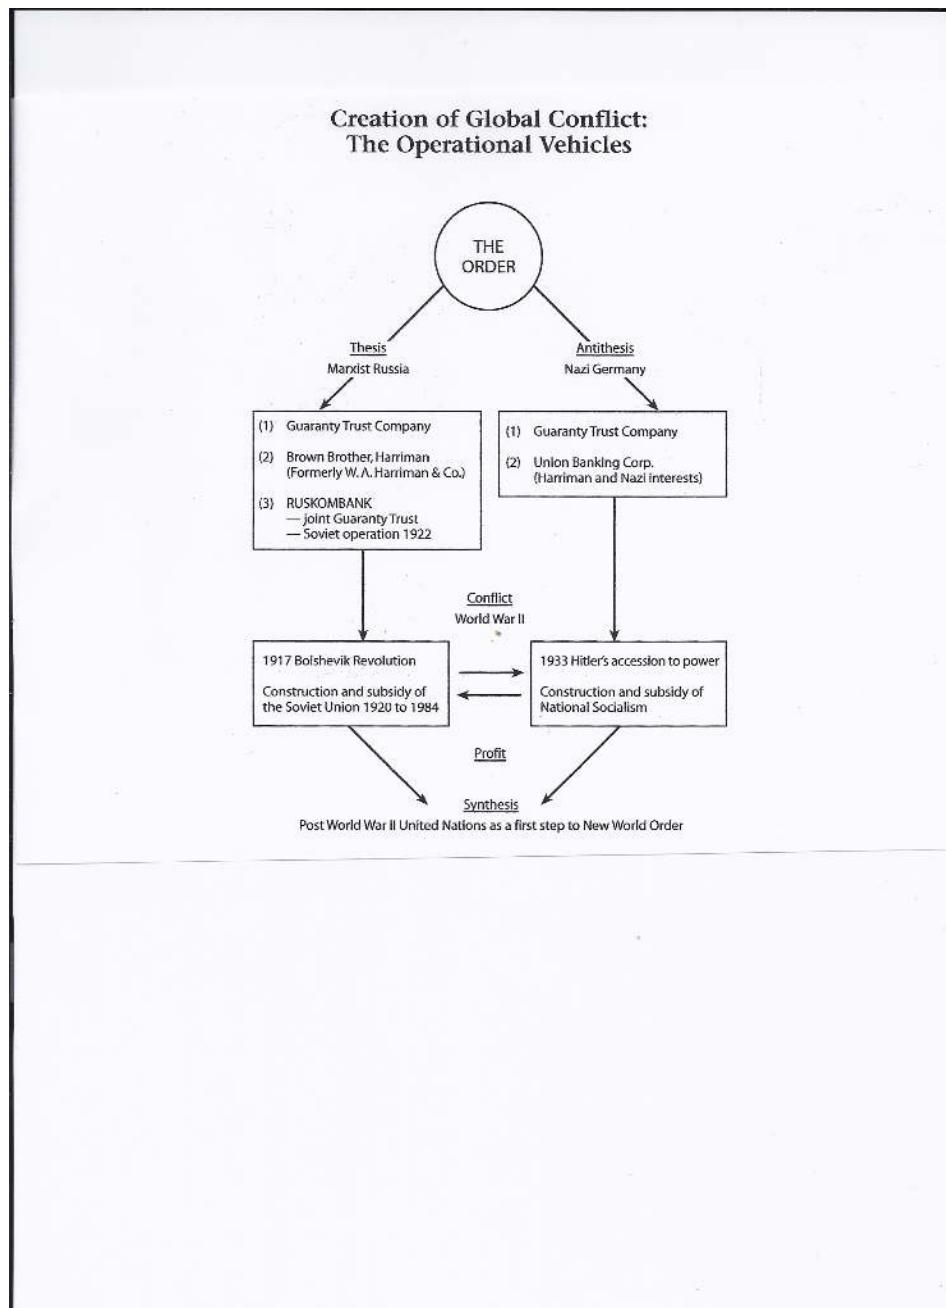 Creation of Global Conflict:
The Operational Vehicles
THE
ORDER
Thesis
Marxist Russia
Antithesis
Nazi Germany
(1) Guaranty Trust Company
(2) Brown Brother, Harriman
(Formerly W. A. Harriman & Co.)
(3) RUSKOMBANK
— joint Guaranty Trust
— Soviet operation 1922
(1) Guaranty Trust Company
(2) Union Banking Corp.
(Harriman and Nazi interests)
Conflict
World War II
1917 Bolshevik Revolution
Construction and subsidy of
the Soviet Union 1920 to 1984
1933 Hitler's accession to power
Construction and subsidy of
National Socialism
Profit
Synthesis
Post World War II United Nations as a first step to New World Order